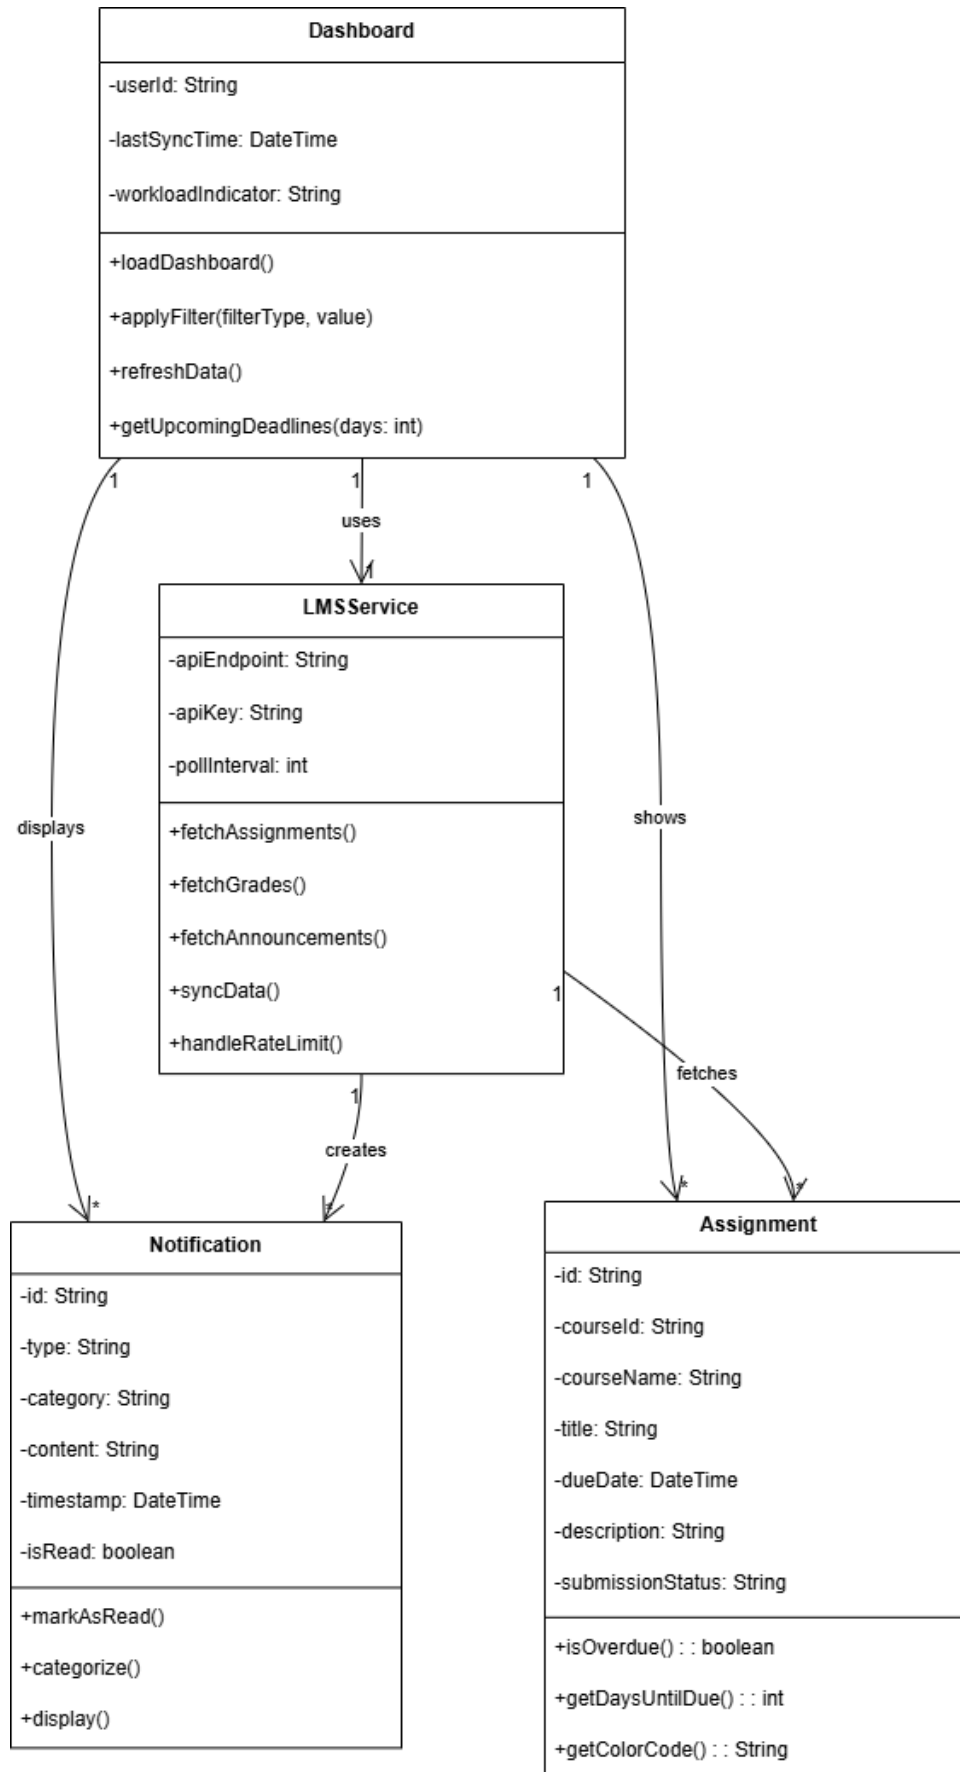 Dashboard
-userId: String
-lastSyncTime: DateTime
-workloadIndicator: String
+loadDashboard()
+applyFilter(filterType, value)
+refreshData()
+getUpcomingDeadlines(days: int)
1
1
1
uses
1
LMSService
-apiEndpoint: String
-apiKey: String
-pollInterval: int
+fetchAssignments()
+fetchGrades()
+fetchAnnouncements()
+syncData()
+handleRateLimit()
displays
shows
1
fetches
1
creates
*
*
*
*
Notification
-id: String
-type: String
-category: String
-content: String
-timestamp: DateTime
-isRead: boolean
+markAsRead()
+categorize()
+display()
Assignment
-id: String
-courseId: String
-courseName: String
-title: String
-dueDate: DateTime
-description: String
-submissionStatus: String
+isOverdue() : : boolean
+getDaysUntilDue() : : int
+getColorCode() : : String